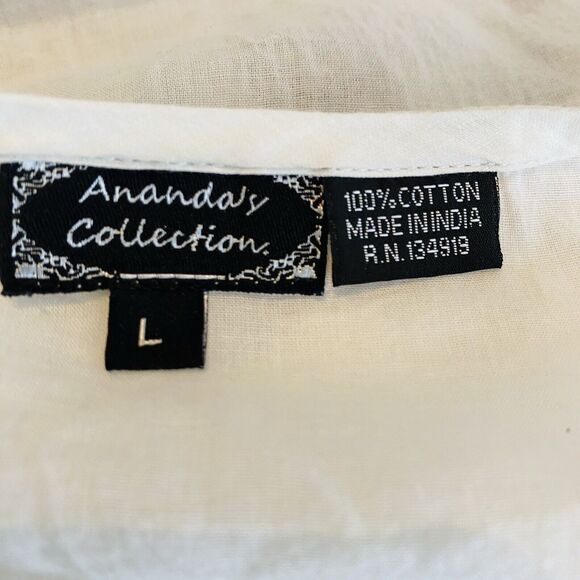 Ananda's
Collection.
L
100% COTTON
MADE IN INDIA
R.N. 134919